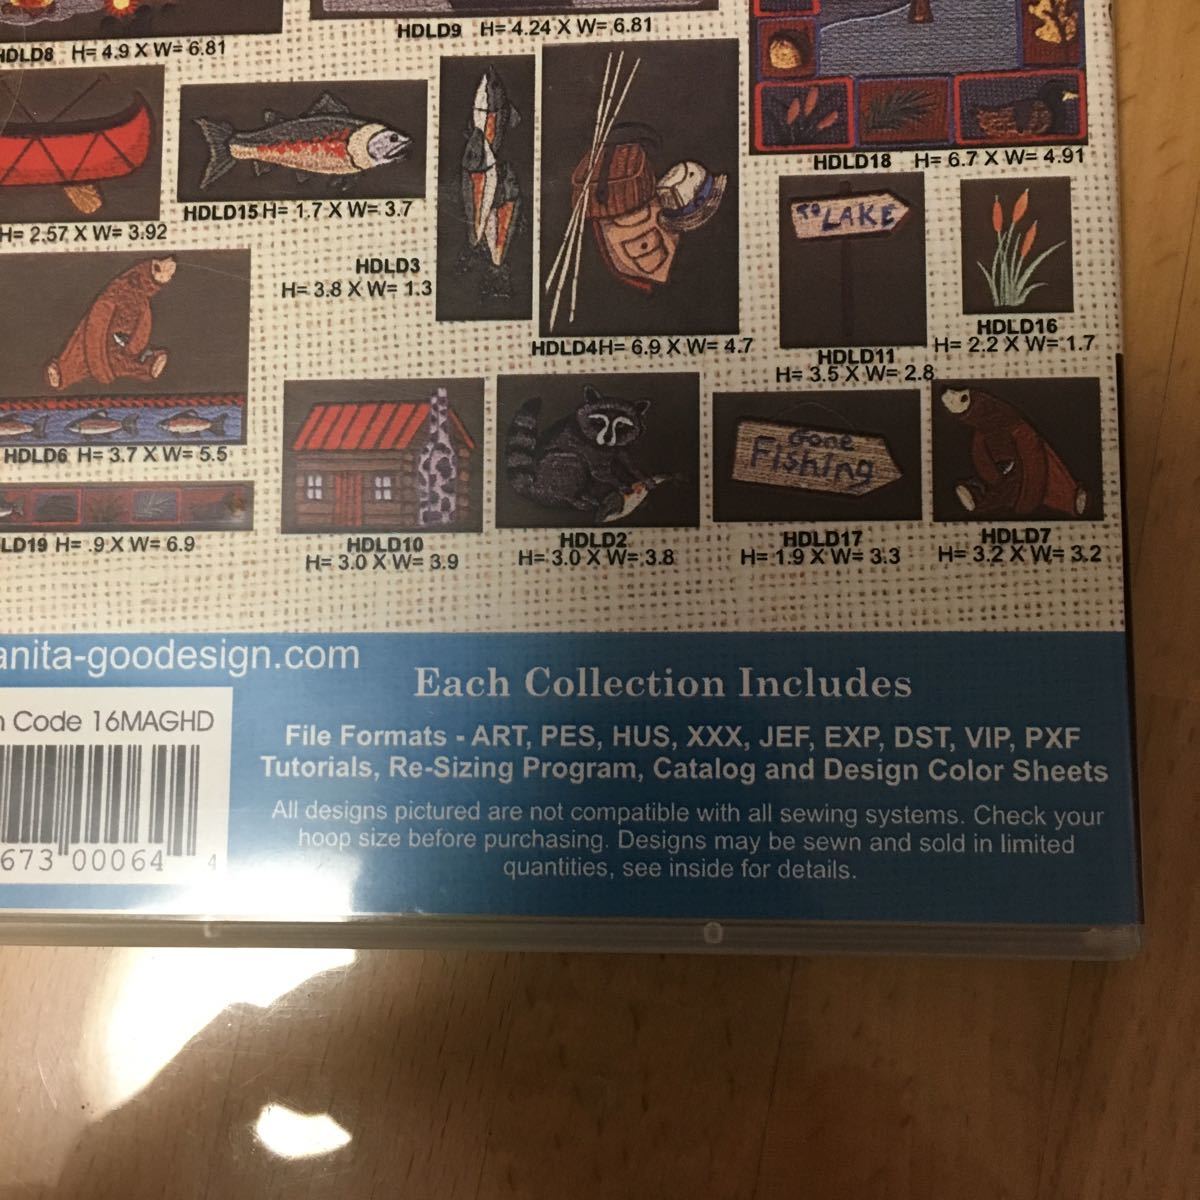 HDLD8 H= 4.9 X W= 6.81
HDLD9 H= 4.24 X W= 6.81
HDLD18 H= 6.7 X W= 4.91
HDLD15 H= 1.7 X W= 3.7
H= 2.57 X W= 3.92
TO LAKE
HDLD3
H= 3.8 X W= 1.3
HDLD4 H= 6.9 X W= 4.7
HDLD11
H= 3.5 X W= 2.8
HDLD16
H= 2.2 X W= 1.7
HDLD6 H= 3.7 X W= 5.5
Gone
Fishing
LD19 H= .9 X W= 6.9
HDLD10
H= 3.0 X W= 3.9
HDLD2
H= 3.0 X W= 3.8
HDLD17
H= 1.9 X W= 3.3
HDLD7
H= 3.2 X W= 3.2
anita-goodesign.com
Each Collection Includes
n Code 16MAGHD
File Formats - ART, PES, HUS, XXX, JEF, EXP, DST, VIP, PXF
Tutorials, Re-Sizing Program, Catalog and Design Color Sheets
All designs pictured are not compatible with all sewing systems. Check your
hoop size before purchasing. Designs may be sewn and sold in limited
quantities, see inside for details.
673 00064 4